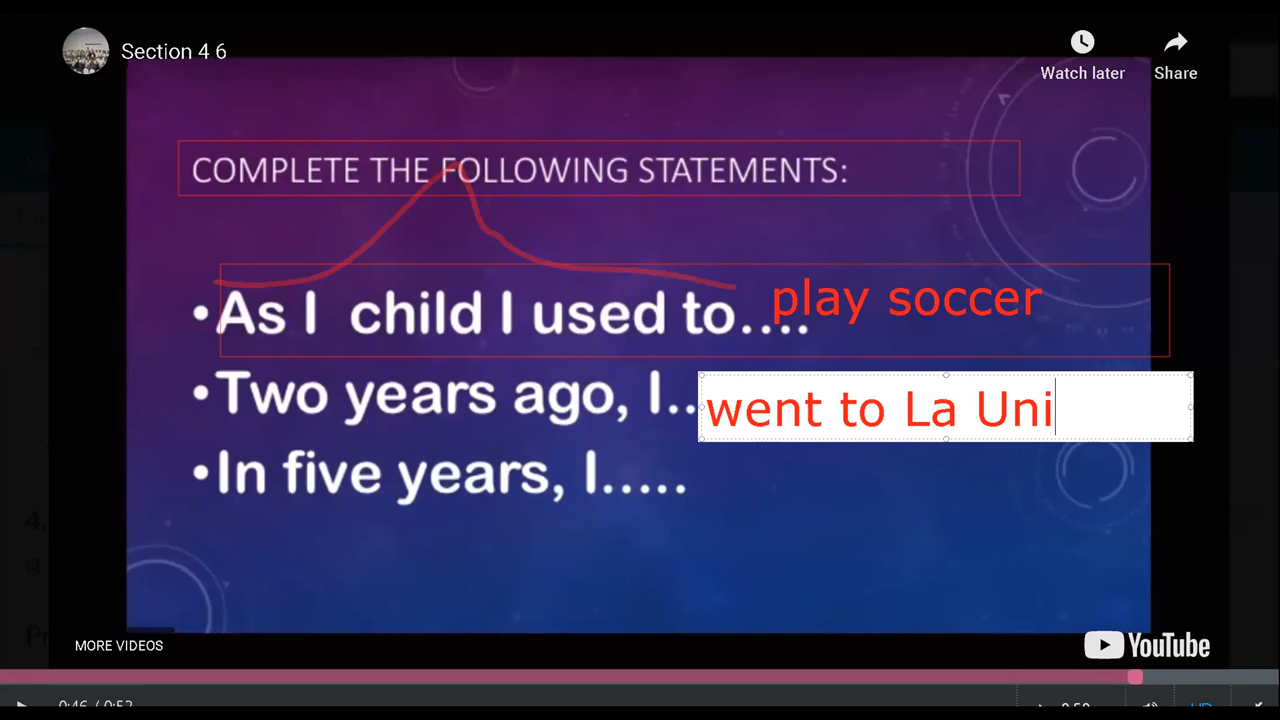 Section 4 6
Watch later
Share
COMPLETE THE FOLLOWING STATEMENTS:
•As I child I used to.... play soccer
•Two years ago, I.. went to La Uni
•In five years, I.....
MORE VIDEOS
YouTube
0:46 / 0:52